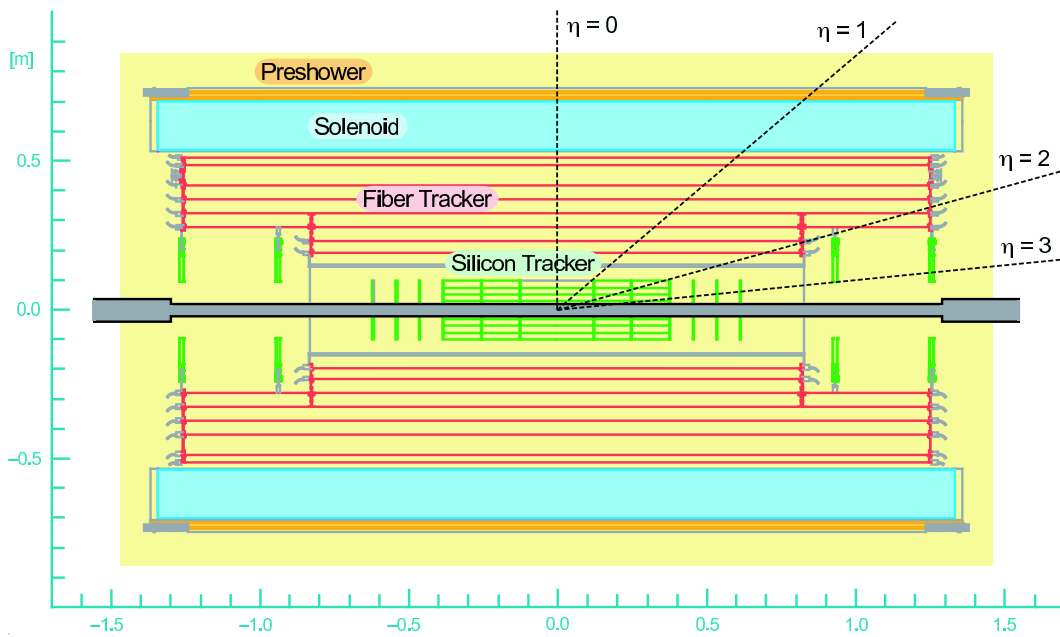 η = 0
η = 1
[m]
Preshower
Solenoid
0.5
η = 2
Fiber Tracker
η = 3
Silicon Tracker
0.0
–0.5
–1.5
–1.0
–0.5
0.0
0.5
1.0
1.5